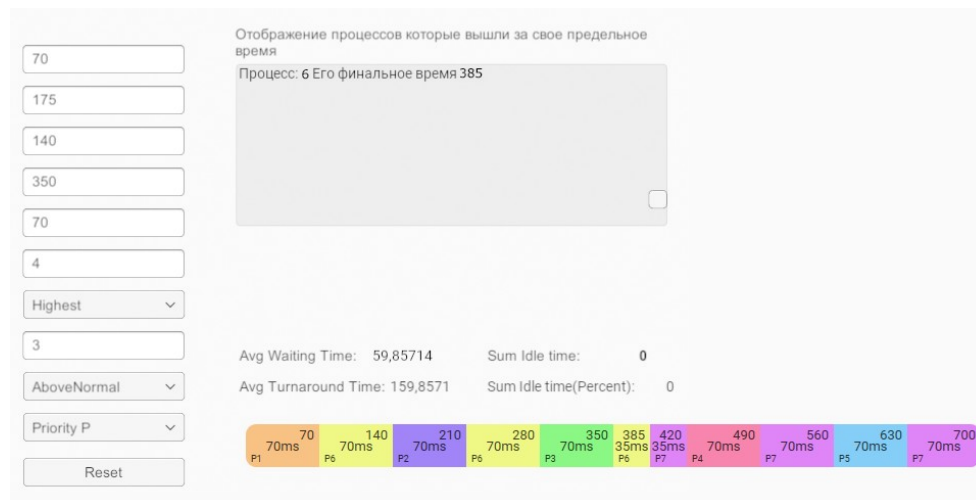 Отображение процессов которые вышли за свое предельное
время
Процесс: 6 Его финальное время 385
70
175
140
350
70
4
Highest
3
AboveNormal
Priority P
Reset
Avg Waiting Time: 59,85714 Sum Idle time: 0
Avg Turnaround Time: 159,8571 Sum Idle time(Percent): 0
70 140 210 280 350 385 420 490 560 630 700
70ms 70ms 70ms 70ms 70ms 35ms 35ms 70ms 70ms 70ms 70ms
P1 P6 P2 P6 P3 P6 P7 P4 P7 P5 P7